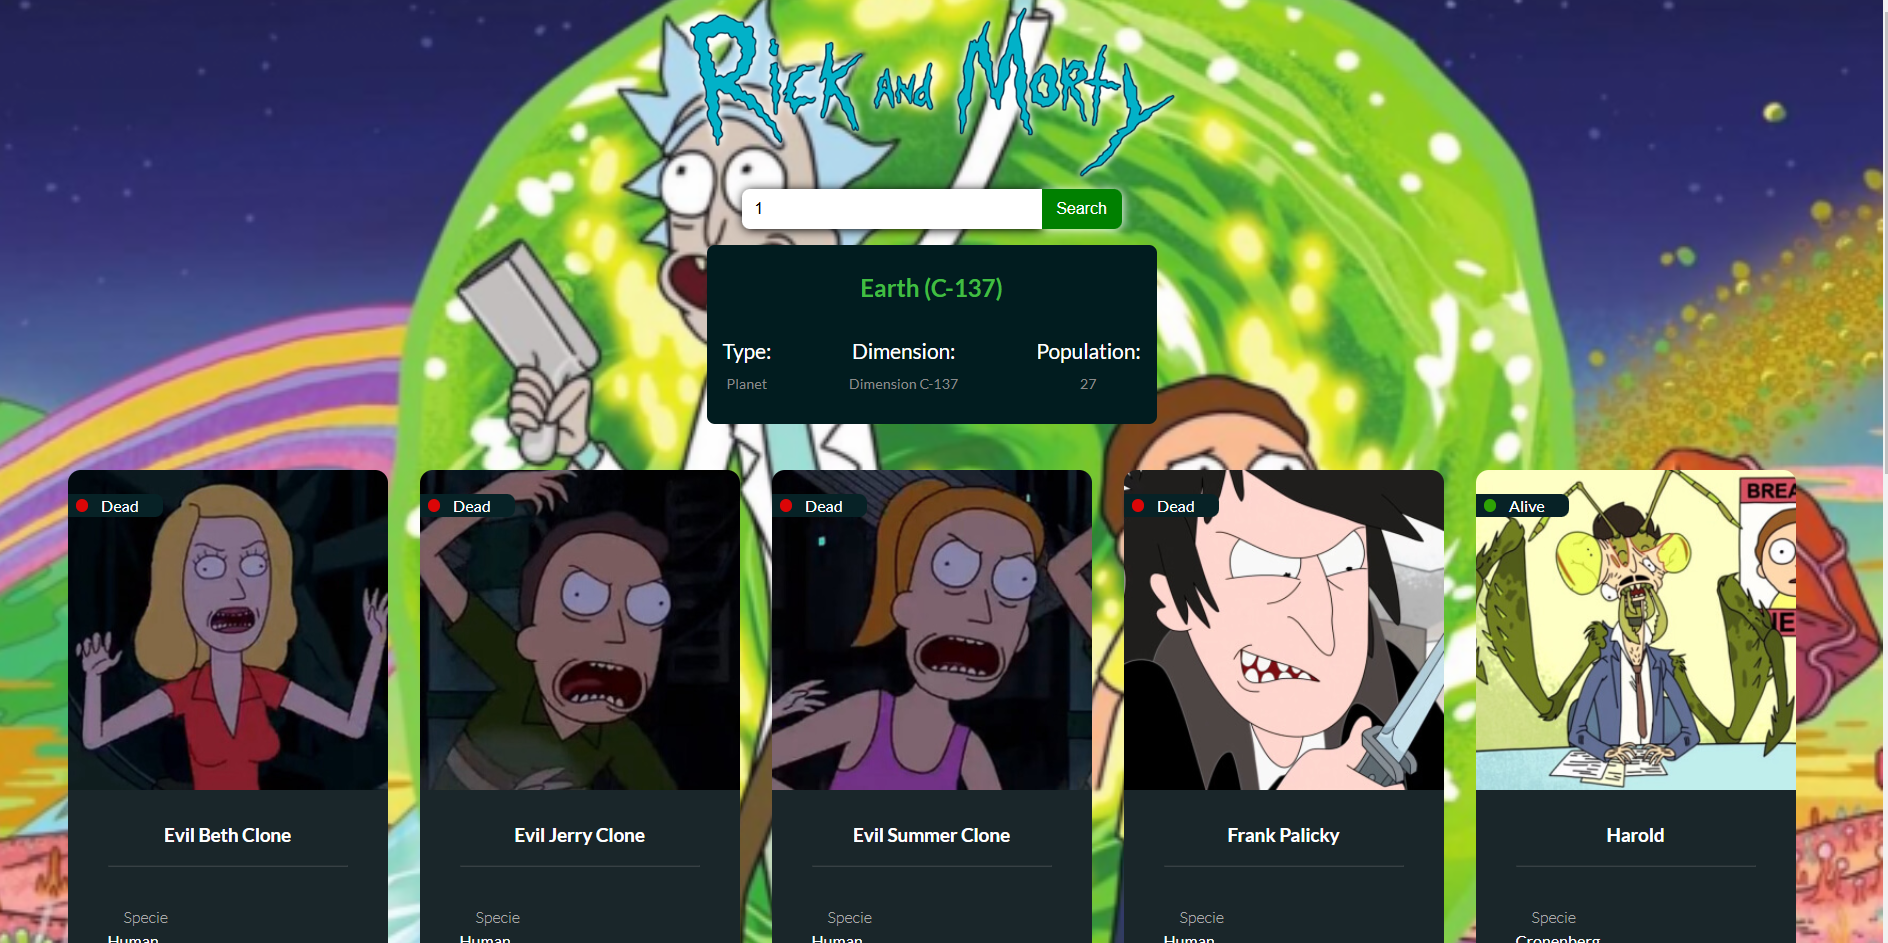 Rick and Morty
1
Search
Earth (C-137)
Type: Dimension: Population:
Planet Dimension C-137 27
Dead Dead Dead Dead Alive
BREA
NE
Evil Beth Clone Evil Jerry Clone Evil Summer Clone Frank Palicky Harold
Specie Specie Specie Specie Specie
Human Human Human Human Cronenberg